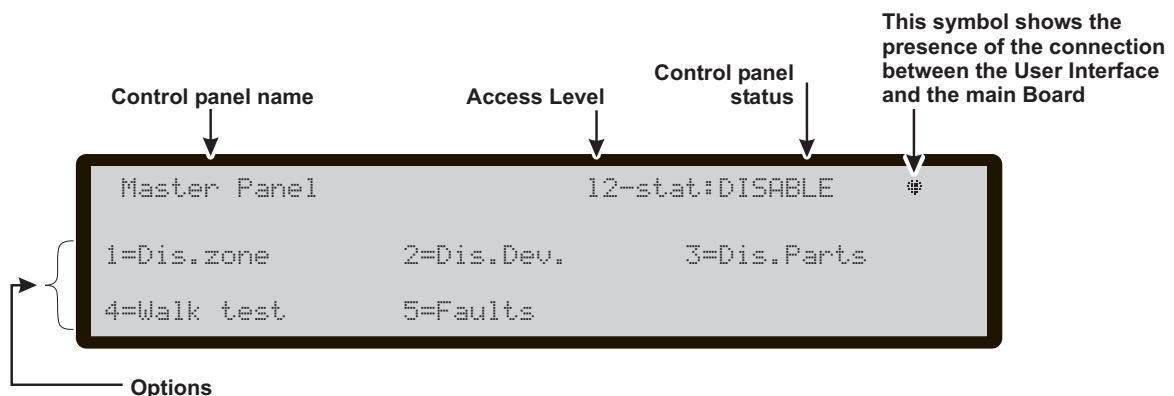 This symbol shows the
presence of the connection
between the User Interface
and the main Board
Control panel
status
Control panel name
Access Level
Master Panel l2-stat:DISABLE
1=Dis.zone 2=Dis.Dev. 3=Dis.Parts
4=Walk test 5=Faults
Options